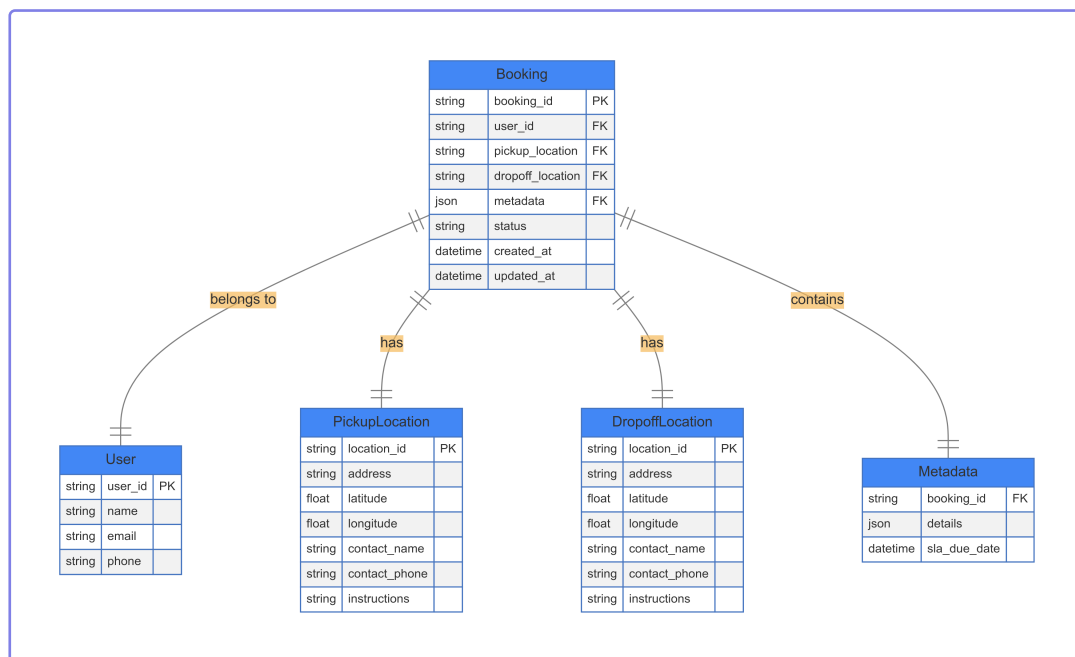 Booking
string booking_id PK
string user_id FK
string pickup_location FK
string dropoff_location FK
json metadata FK
string status
datetime created_at
datetime updated_at
belongs to
has
has
contains
User
string user_id PK
string name
string email
string phone
PickupLocation
string location_id PK
string address
float latitude
float longitude
string contact_name
string contact_phone
string instructions
DropoffLocation
string location_id PK
string address
float latitude
float longitude
string contact_name
string contact_phone
string instructions
Metadata
string booking_id FK
json details
datetime sla_due_date